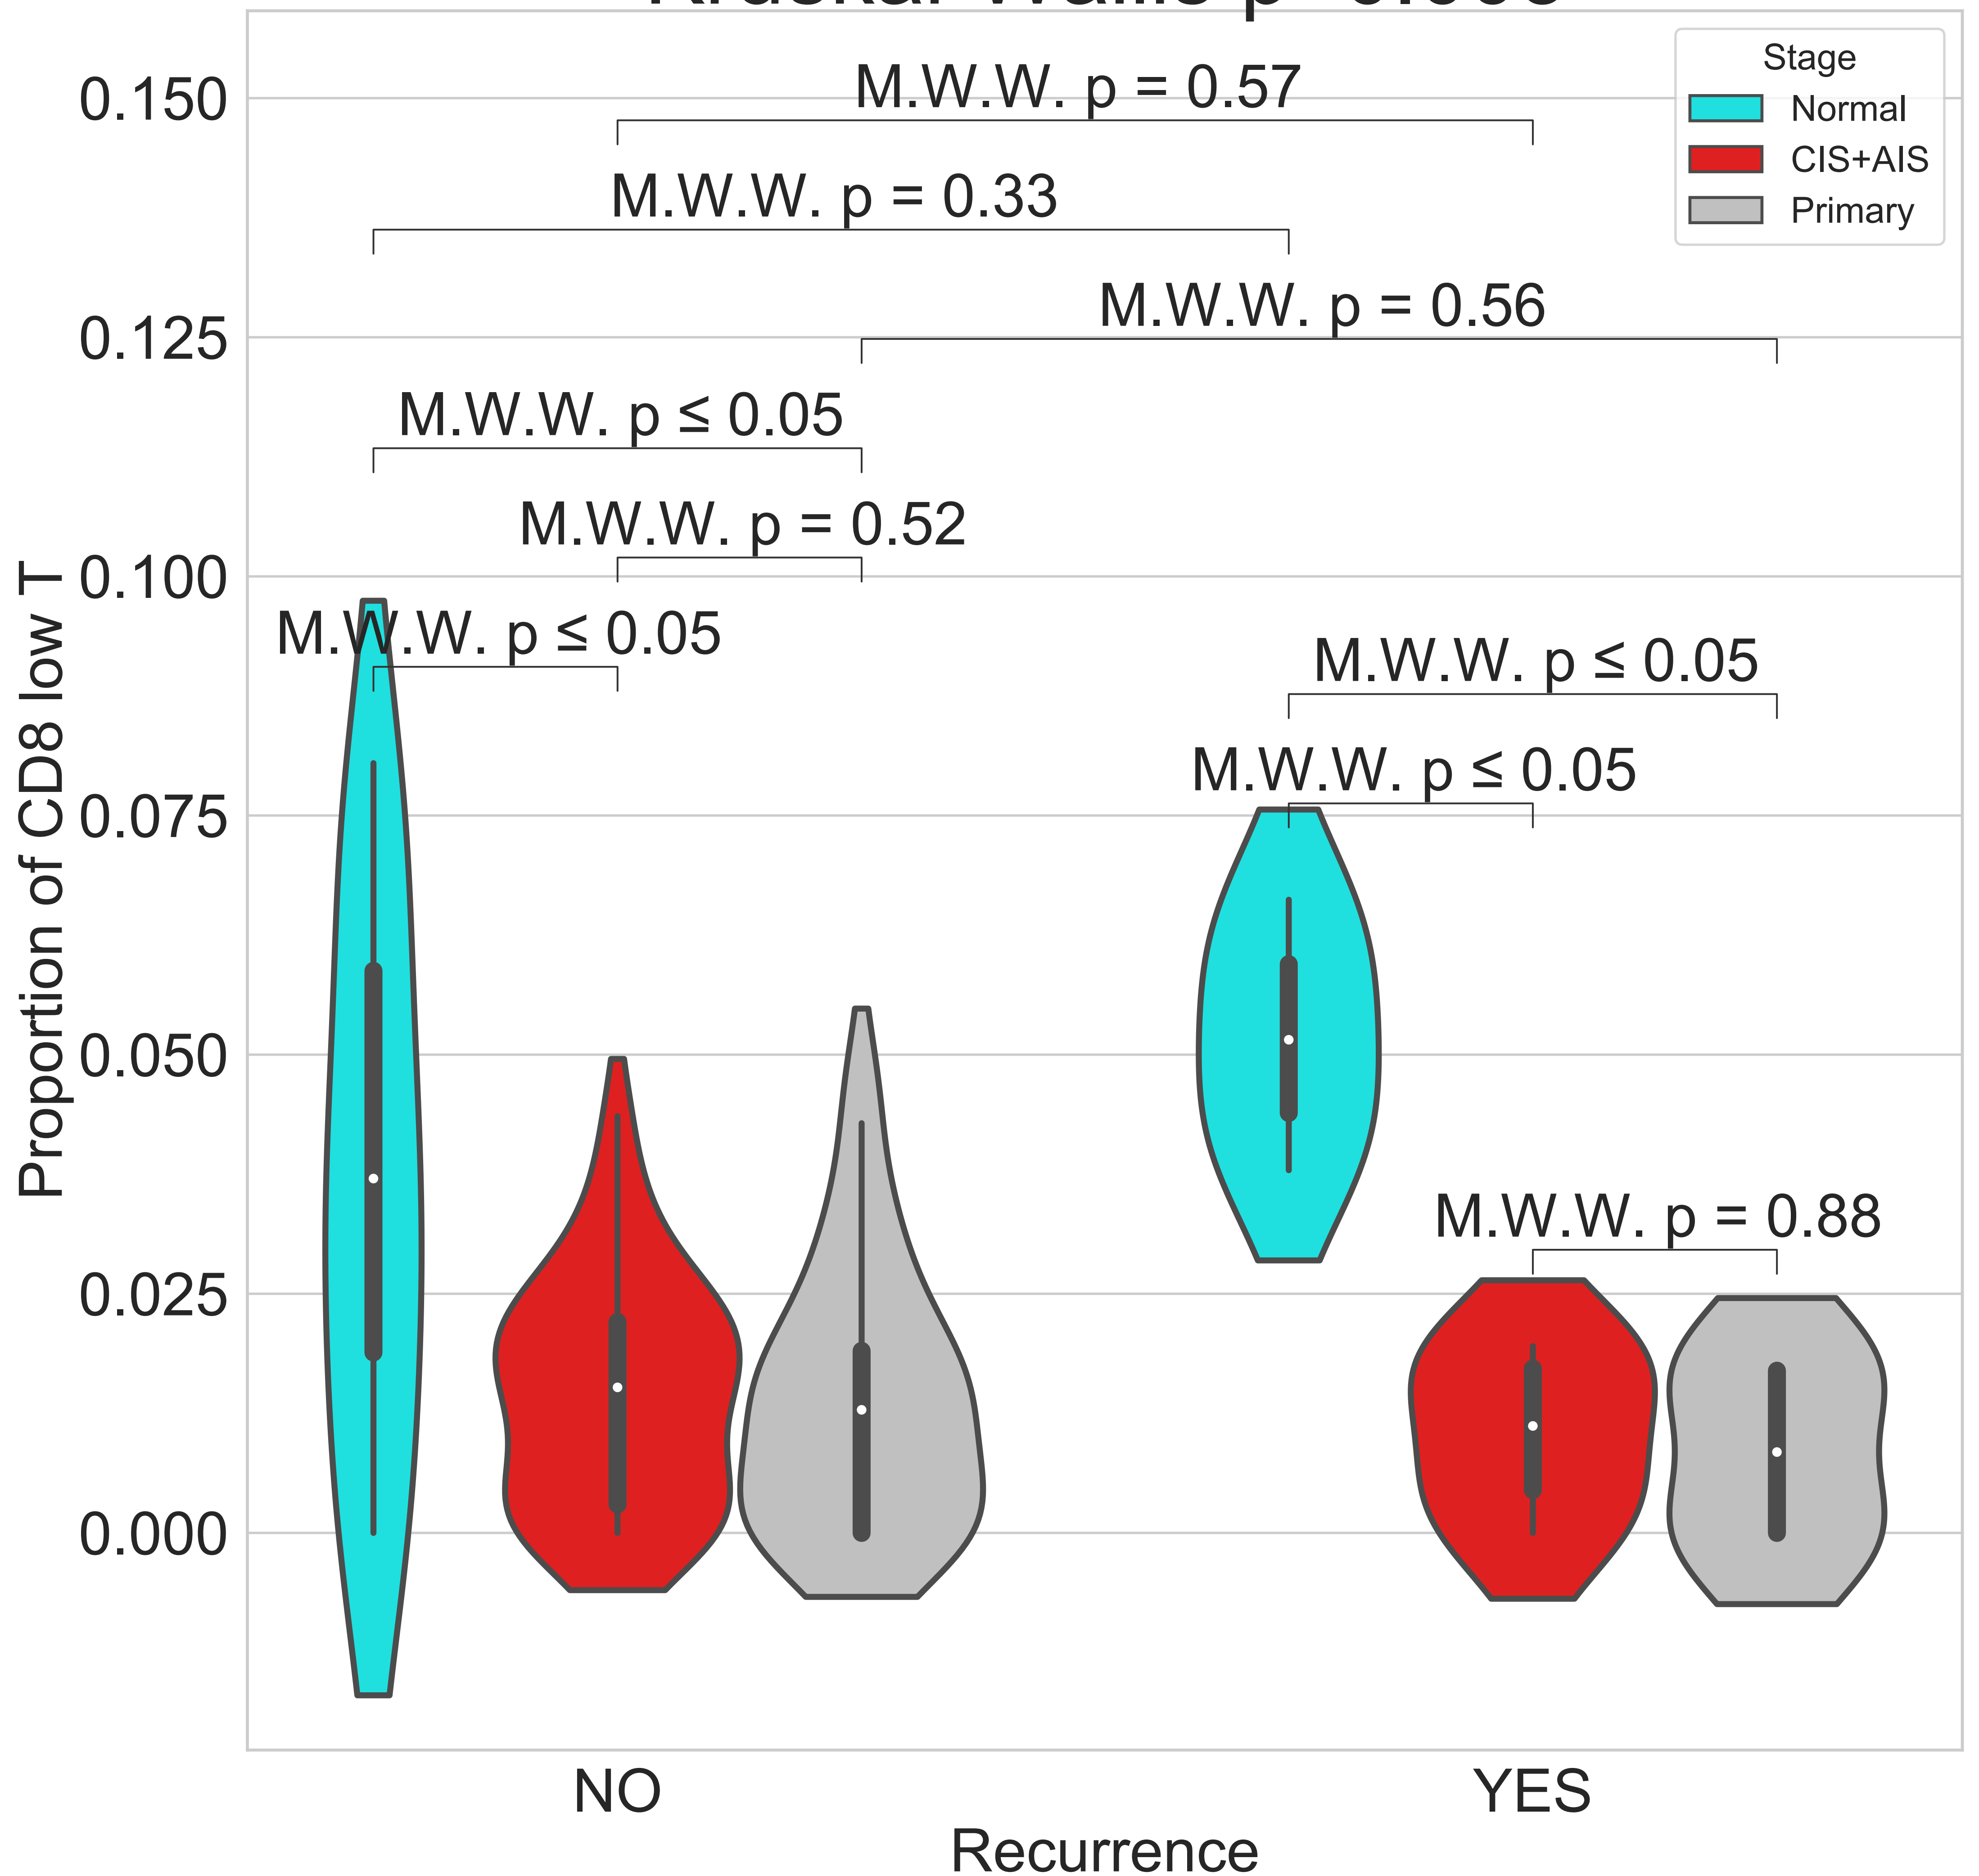 Stage
Normal
CIS+AIS
Primary
M.W.W. p = 0.57
M.W.W. p = 0.33
M.W.W. p = 0.56
M.W.W. p ≤ 0.05
M.W.W. p = 0.52
M.W.W. p ≤ 0.05
M.W.W. p ≤ 0.05
M.W.W. p ≤ 0.05
M.W.W. p = 0.88
0.150
0.125
0.100
0.075
0.050
0.025
0.000
Proportion of CD8 low T
NO
YES
Recurrence